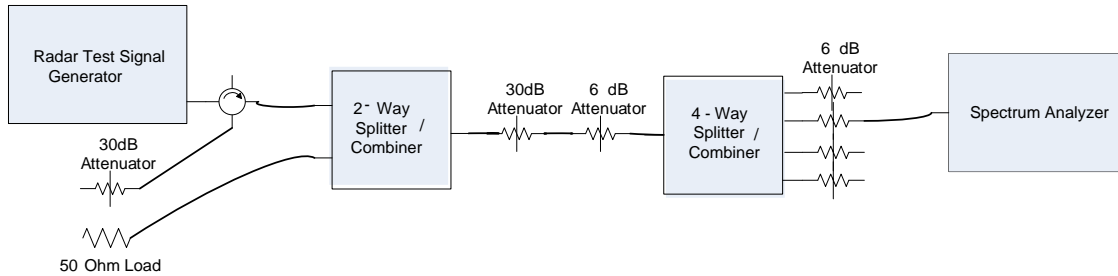 Radar Test Signal
Generator
30dB
Attenuator
50 Ohm Load
2- Way
Splitter /
Combiner
30dB
Attenuator
6 dB
Attenuator
4 - Way
Splitter /
Combiner
6 dB
Attenuator
Spectrum Analyzer